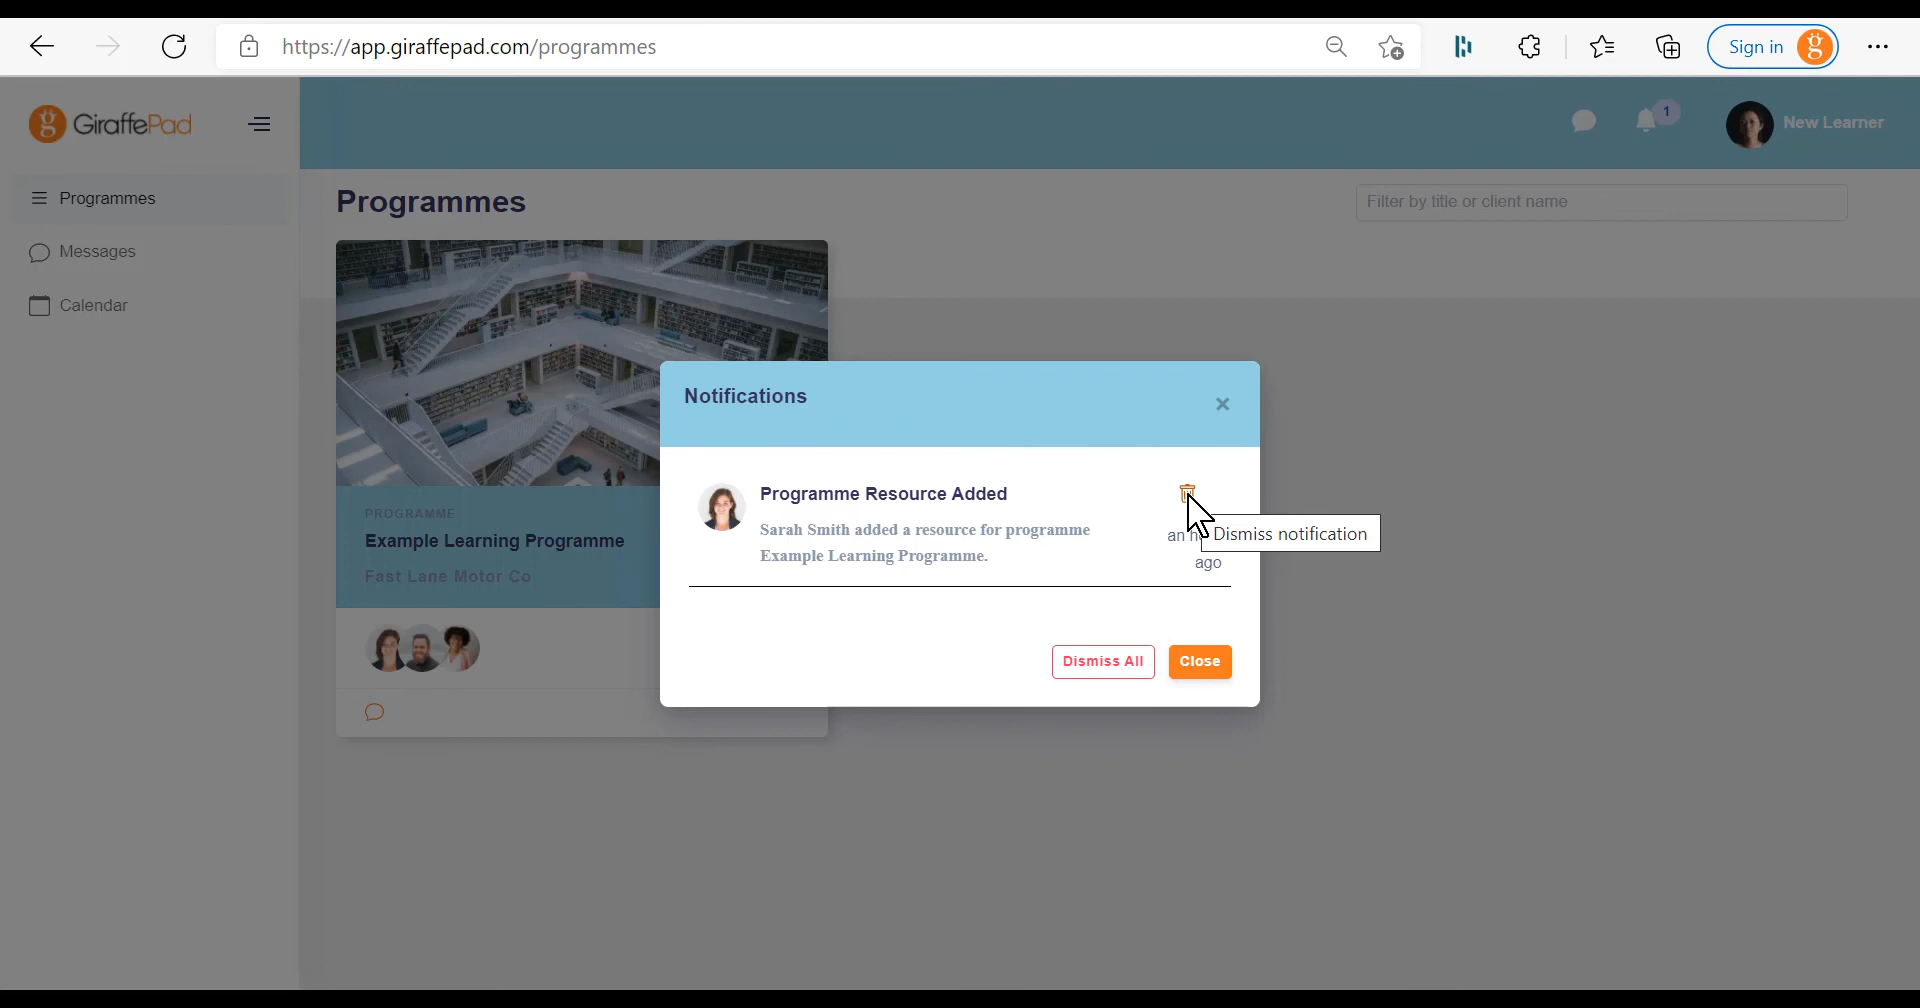 https://app.giraffepad.com/programmes
Sign in
GiraffePad
1
New Learner
Programmes
Messages
Calendar
Programmes
Filter by title or client name
PROGRAMME
Example Learning Programme
Fast Lane Motor Co
Notifications
×
Programme Resource Added
Sarah Smith added a resource for programme
Example Learning Programme.
an
ago
Dismiss notification
Dismiss All
Close